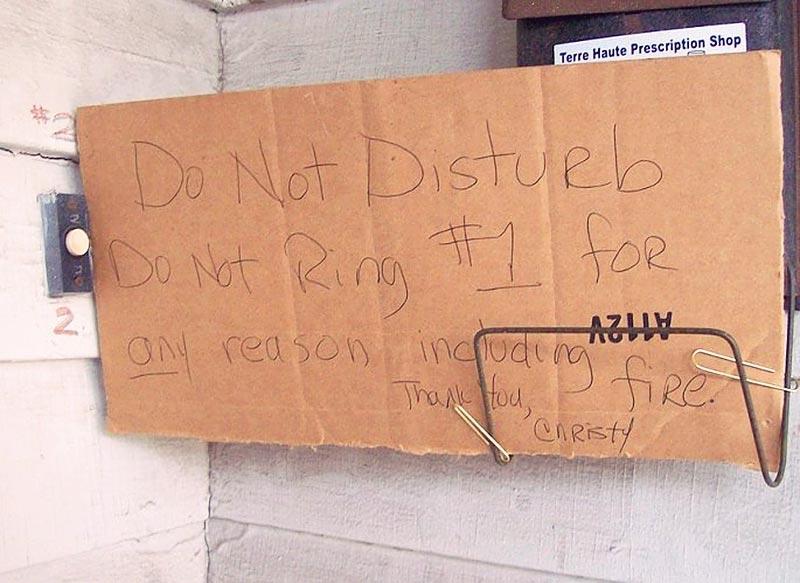 Terre Haute Prescription Shop
#2
Do Not Disturb
Do Not Ring #1 for
any reason including
fire.
Thank You,
Christy
A112V
2